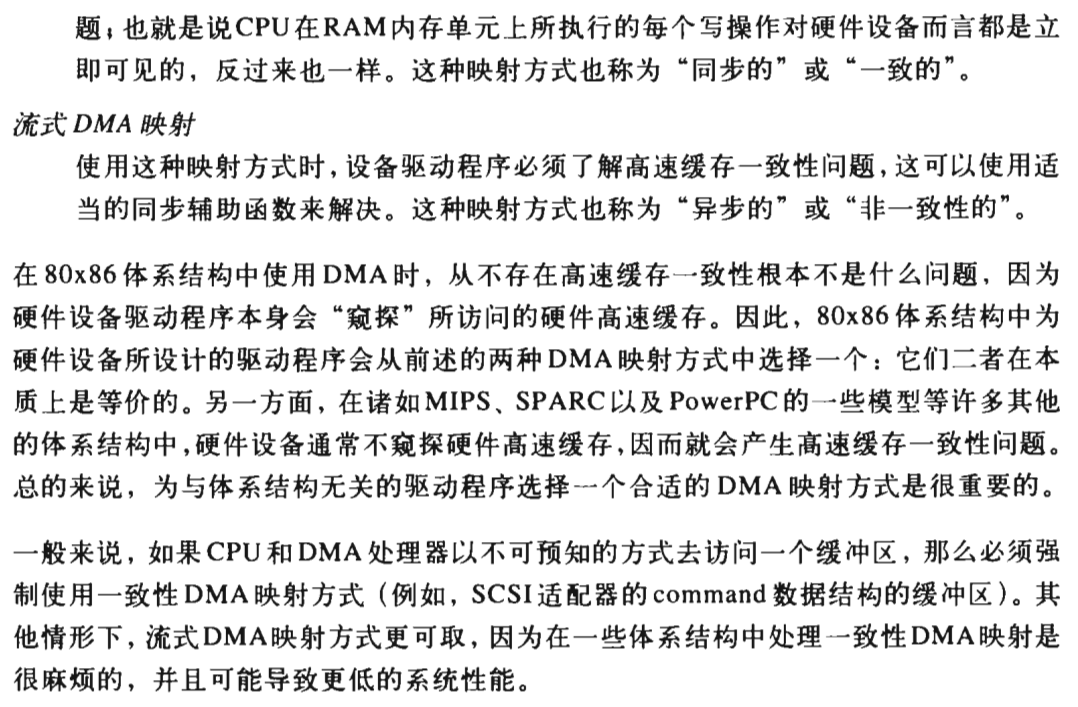 题；也就是说CPU在RAM内存单元上所执行的每个写操作对硬件设备而言都是立
即可见的，反过来也一样。这种映射方式也称为“同步的”或“一致的”。
流式DMA映射
使用这种映射方式时，设备驱动程序必须了解高速缓存一致性问题，这可以使用适
当的同步辅助函数来解决。这种映射方式也称为“异步的”或“非一致性的”。
在80x86体系结构中使用DMA时，从不存在高速缓存一致性根本不是什么问题，因为
硬件设备驱动程序本身会“窥探”所访问的硬件高速缓存。因此，80x86体系结构中为
硬件设备所设计的驱动程序会从前述的两种DMA映射方式中选择一个：它们二者在本
质上是等价的。另一方面，在诸如MIPS、SPARC以及PowerPC的一些模型等许多其他
的体系结构中，硬件设备通常不窥探硬件高速缓存，因而就会产生高速缓存一致性问题。
总的来说，为与体系结构无关的驱动程序选择一个合适的DMA映射方式是很重要的。
一般来说，如果CPU和DMA处理器以不可预知的方式去访问一个缓冲区，那么必须强
制使用一致性DMA映射方式（例如，SCSI适配器的command数据结构的缓冲区）。其
他情形下，流式DMA映射方式更可取，因为在一些体系结构中处理一致性DMA映射是
很麻烦的，并且可能导致更低的系统性能。